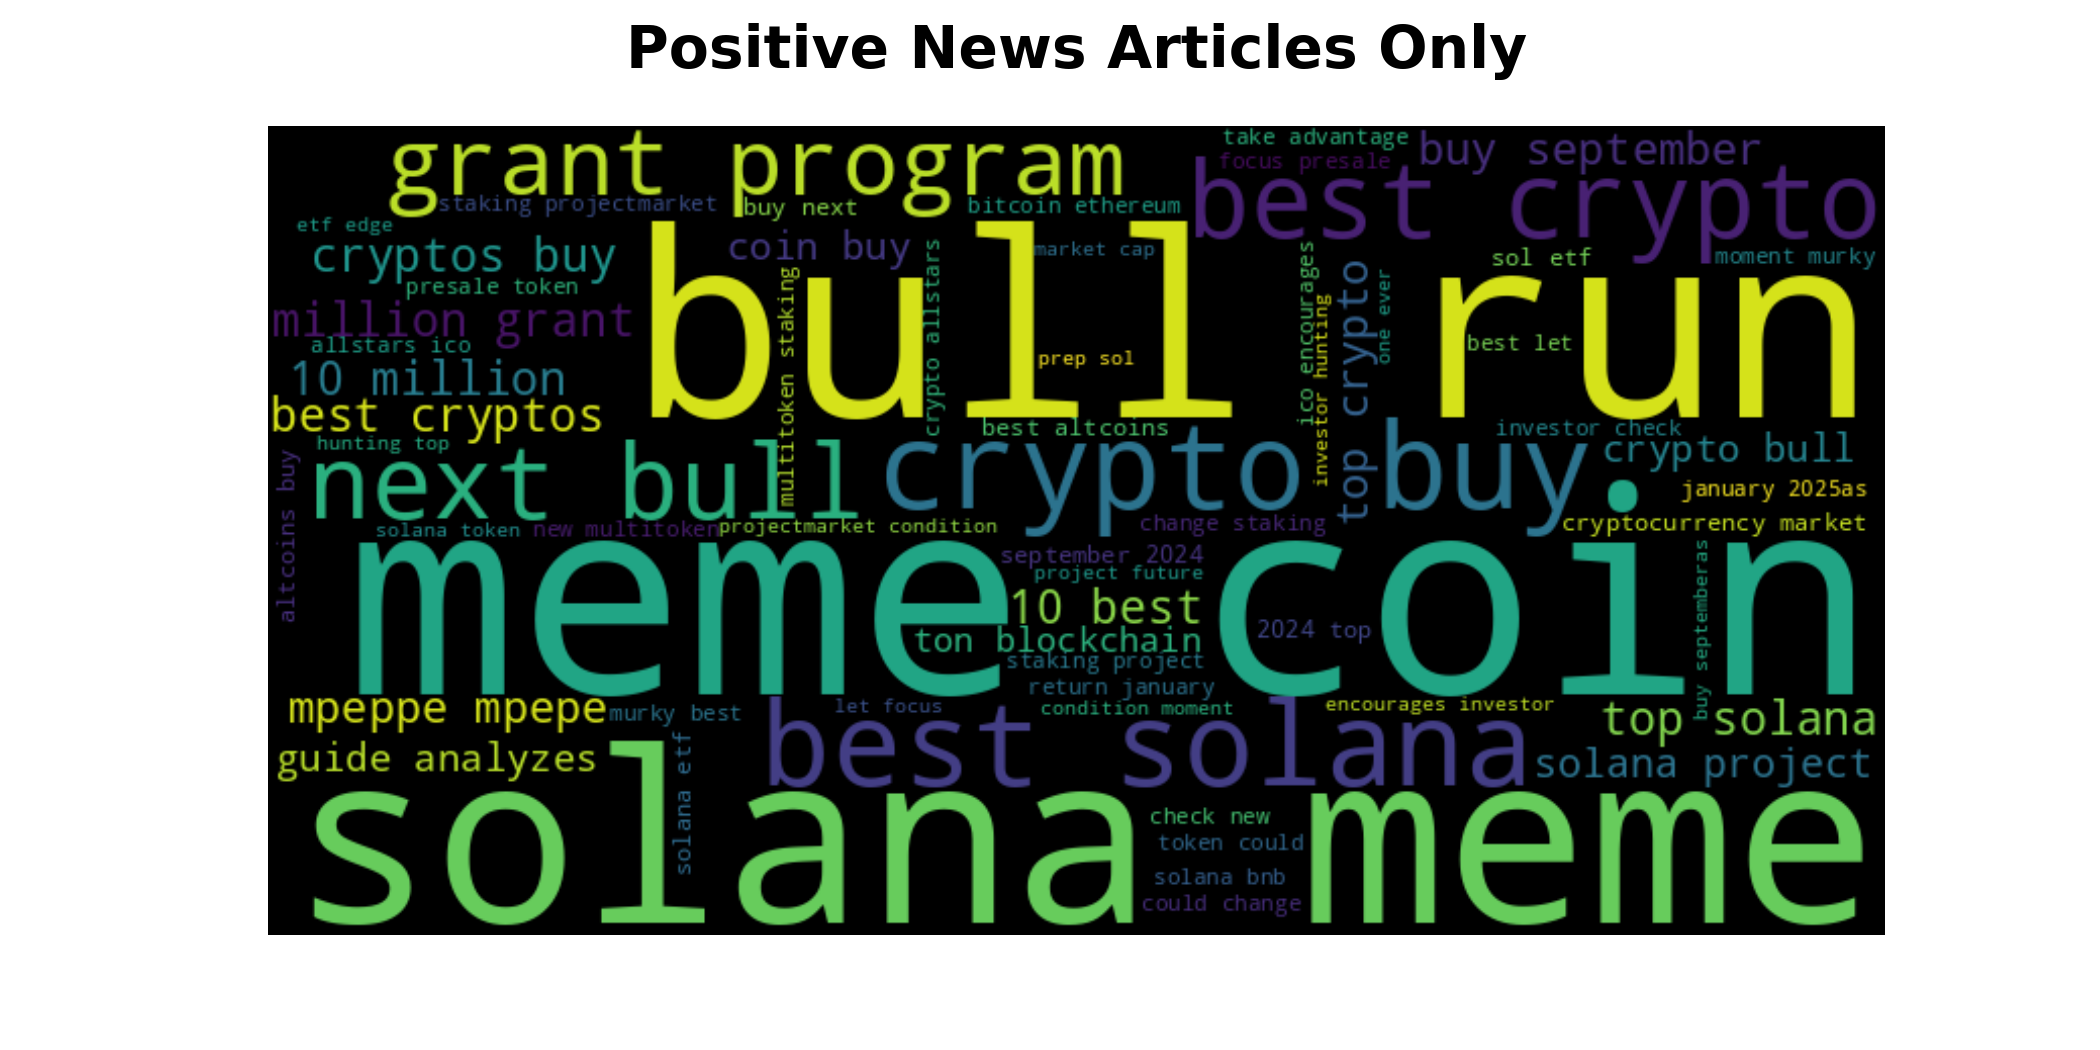 Positive News Articles Only
grant program
take advantage
buy september
focus presale
best crypto
staking projectmarket
buy next
bitcoin ethereum
etf edge
cryptos buy
coin buy
market cap
sol etf
moment murky
presale token
million grant
bull run
multitoken staking
crypto allstars
ico encourages
investor hunting
top crypto
one ever
best let
allstars ico
prep sol
10 million
best cryptos
best altcoins
investor check
hunting top
next bull
crypto buy
crypto bull
altcoins buy
january 2025as
solana token
new multitoken
projectmarket condition
change staking
cryptocurrency market
meme coin
september 2024
project future
10 best
2024 top
ton blockchain
staking project
buy septemberas
return january
mpeppe mpepe
murky best
let focus
condition moment
encourages investor
top solana
best solana
guide analyzes
solana etf
solana project
solana meme
check new
token could
solana bnb
could change